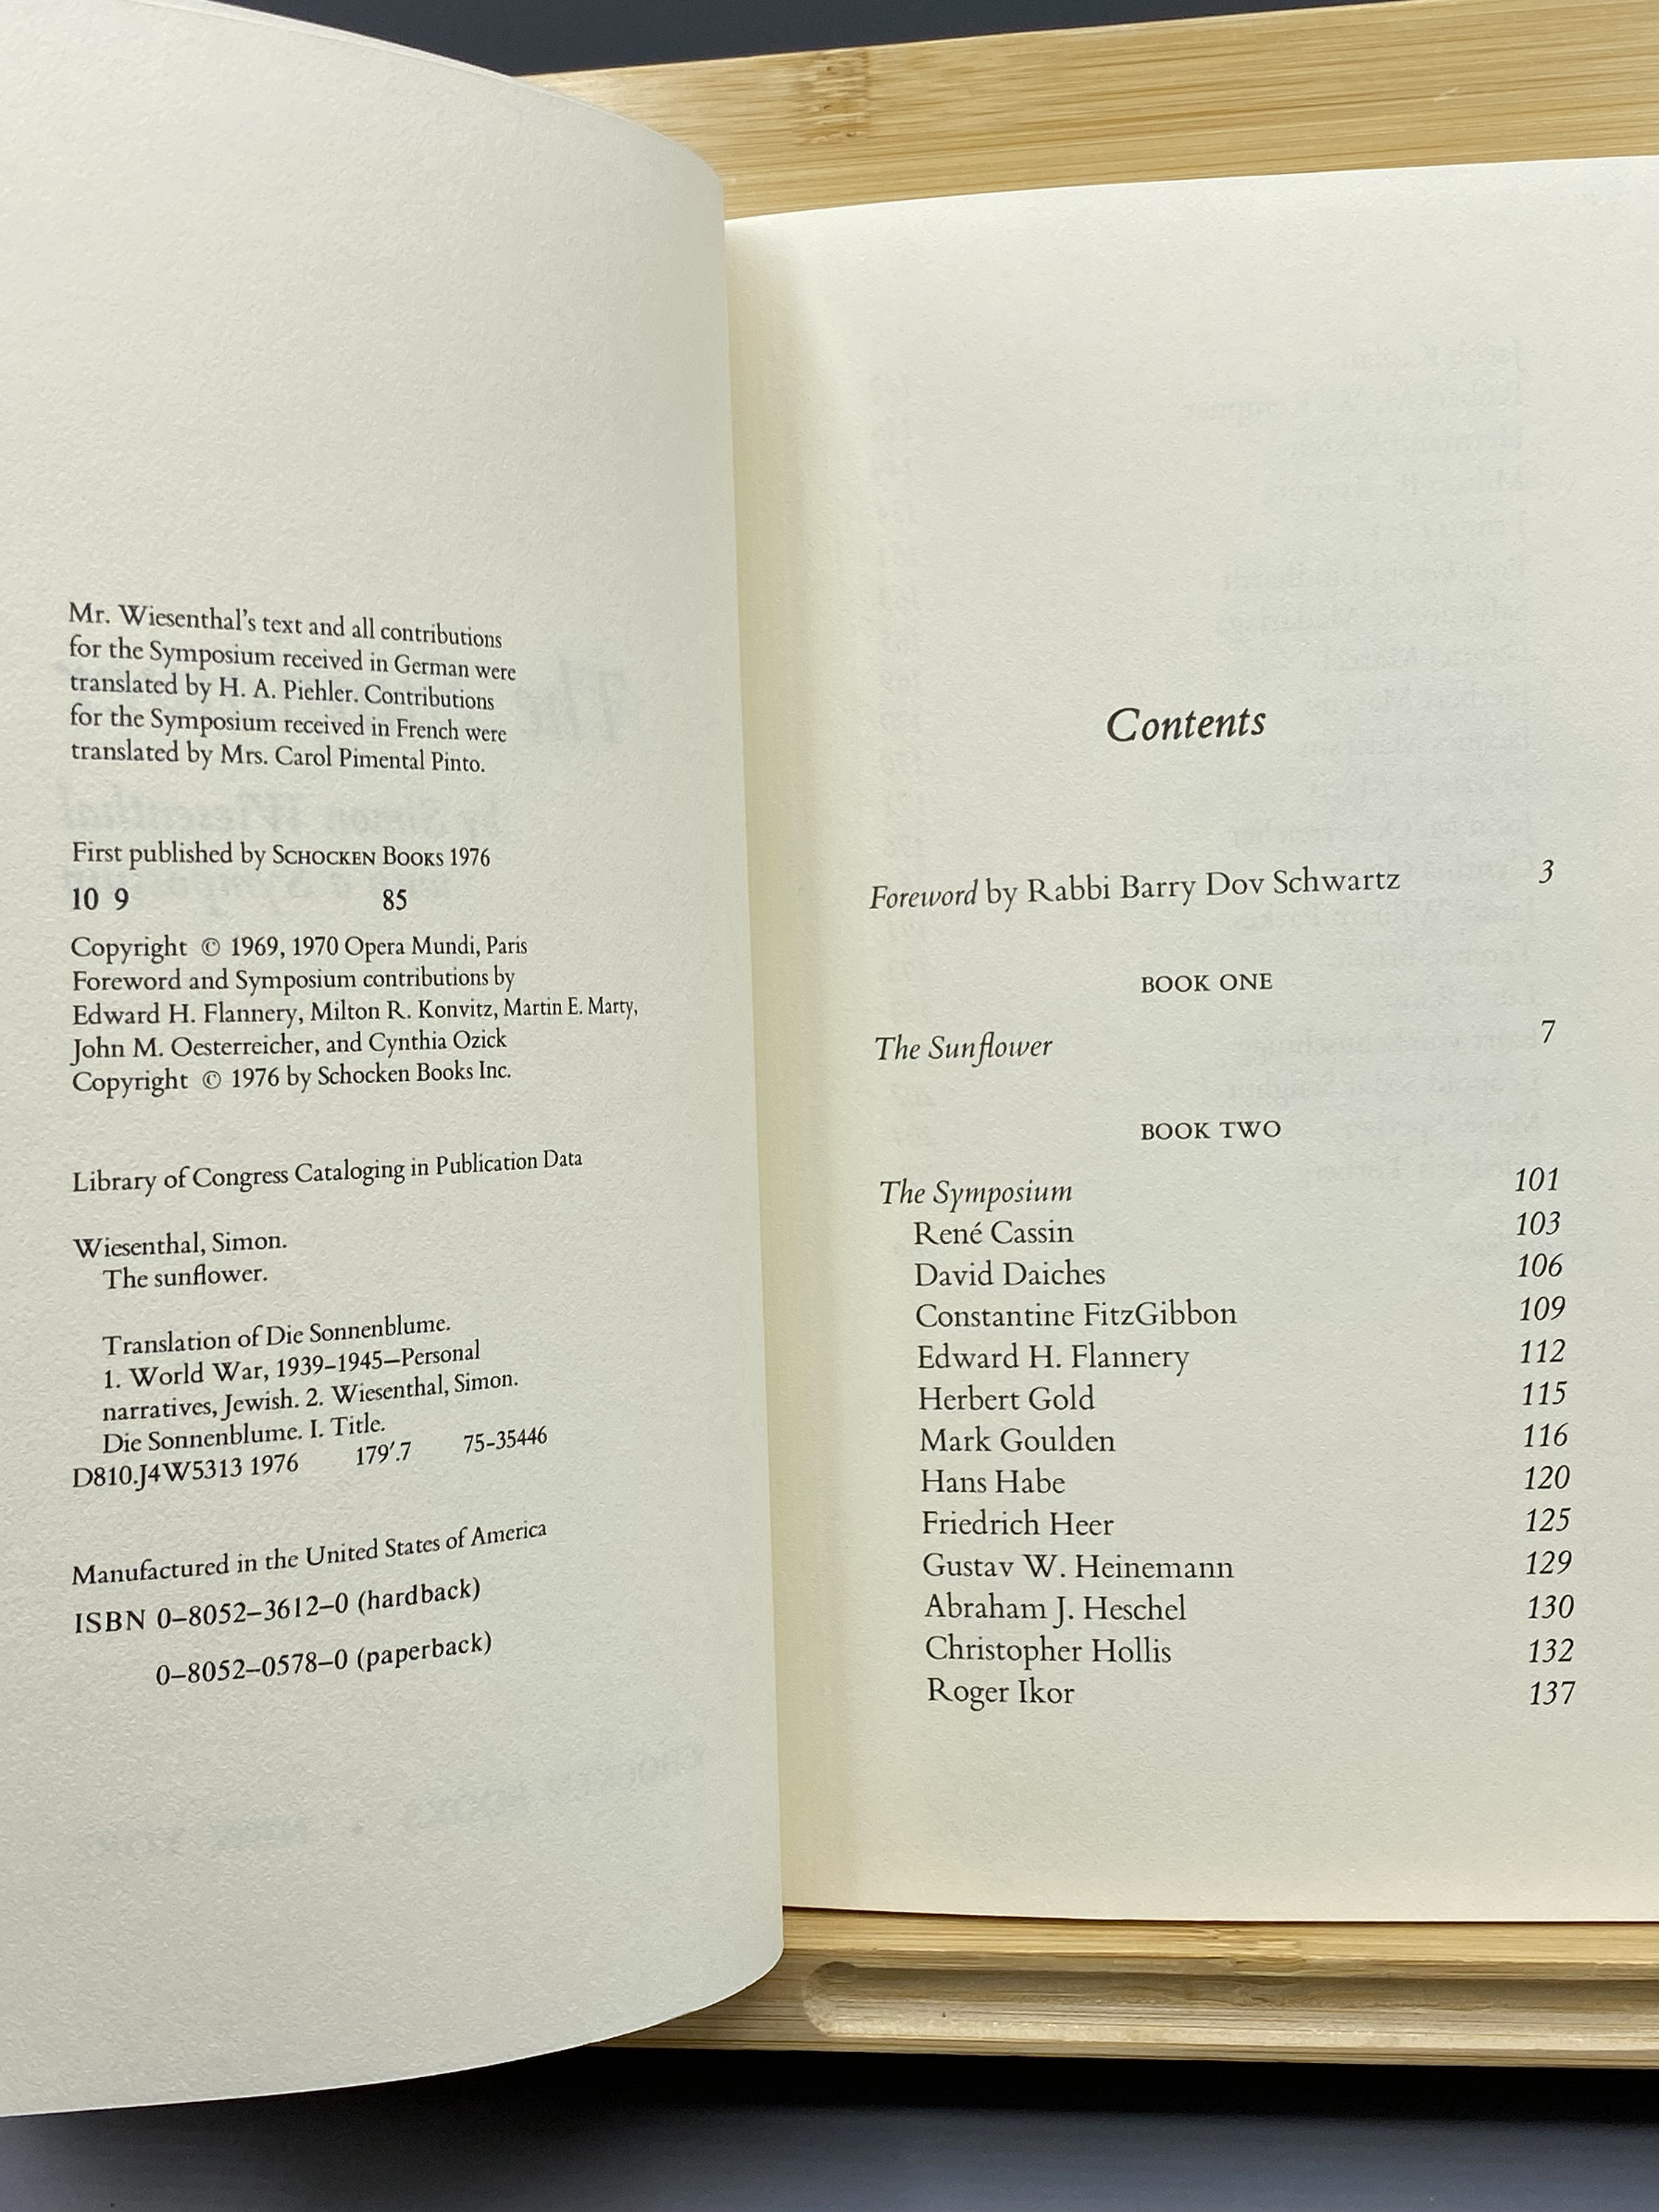 Mr. Wiesenthal's text and all contributions
for the Symposium received in German were
translated by H. A. Piehler. Contributions
for the Symposium received in French were
translated by Mrs. Carol Pimental Pinto.
First published by SCHOCKEN BOOKS 1976
10 9 85
Copyright © 1969, 1970 Opera Mundi, Paris
Foreword and Symposium contributions by
Edward H. Flannery, Milton R. Konvitz, Martin E. Marty,
John M. Oesterreicher, and Cynthia Ozick
Copyright © 1976 by Schocken Books Inc.
Library of Congress Cataloging in Publication Data
Wiesenthal, Simon.
The sunflower.
Translation of Die Sonnenblume.
1. World War, 1939–1945—Personal
narratives, Jewish. 2. Wiesenthal, Simon.
Die Sonnenblume. I. Title.
D810.J4W5313 1976 179′.7 75-35446
Manufactured in the United States of America
ISBN 0–8052–3612–0 (hardback)
0–8052–0578–0 (paperback)
Contents
Foreword by Rabbi Barry Dov Schwartz 3
BOOK ONE
The Sunflower 7
BOOK TWO
The Symposium 101
René Cassin 103
David Daiches 106
Constantine FitzGibbon 109
Edward H. Flannery 112
Herbert Gold 115
Mark Goulden 116
Hans Habe 120
Friedrich Heer 125
Gustav W. Heinemann 129
Abraham J. Heschel 130
Christopher Hollis 132
Roger Ikor 137